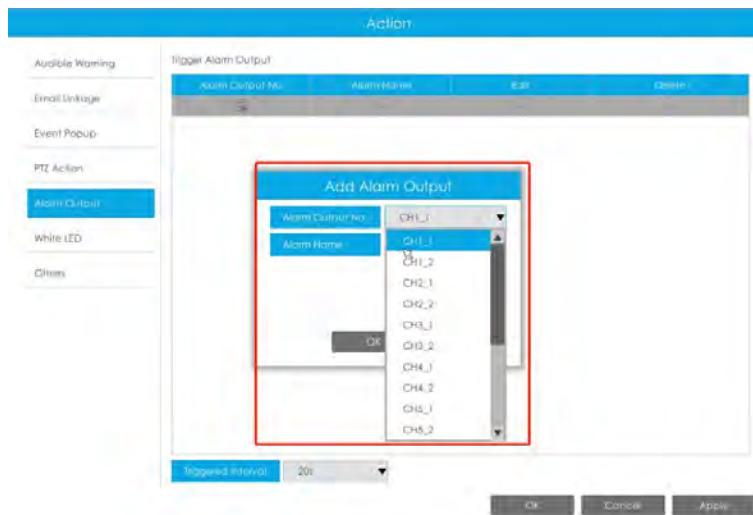 Action
Audible Warning
Email Linkage
Event Popup
PTZ Action
Alarm Output
White LED
Others
Trigger Alarm Output
Alarm Output No. Alarm Name Edit Delete
Add Alarm Output
Alarm Output No. CH1_1
Alarm Name
CH1_1
CH1_2
CH2_1
CH2_2
CH3_1
CH3_2
CH4_1
CH4_2
CH5_1
CH5_2
OK
Triggered Interval 20s
OK Cancel Apply